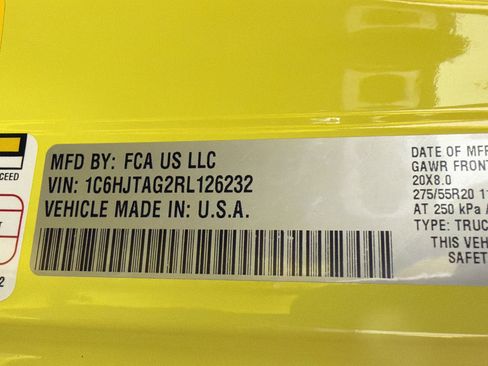 MFD BY: FCA US LLC
VIN: 1C6HJTAG2RL126232
VEHICLE MADE IN: U.S.A.
DATE OF MFR
GAWR FRONT
20X8.0
275/55R20
AT 250 kPa
TYPE: TRUC
THIS VEH
SAFET
CEED
2